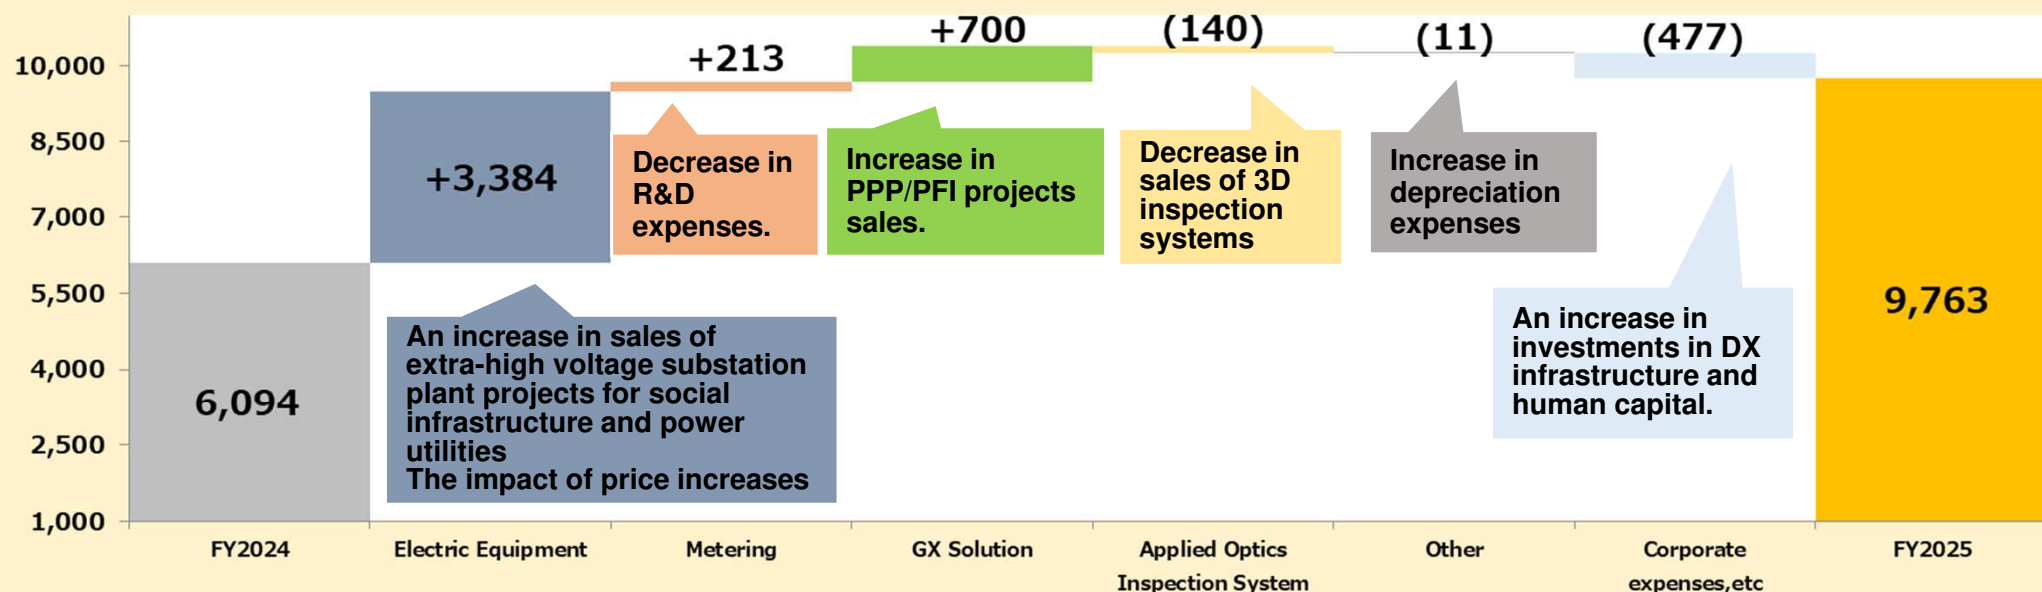 10,000
8,500
7,000
5,500
4,000
2,500
1,000
6,094
+3,384
+213
+700
(140)
(11)
(477)
9,763
An increase in sales of
extra-high voltage substation
plant projects for social
infrastructure and power
utilities
The impact of price increases
Decrease in
R&D
expenses.
Increase in
PPP/PFI projects
sales.
Decrease in
sales of 3D
inspection
systems
Increase in
depreciation
expenses
An increase in
investments in DX
infrastructure and
human capital.
FY2024
Electric Equipment
Metering
GX Solution
Applied Optics
Inspection System
Other
Corporate
expenses,etc
FY2025